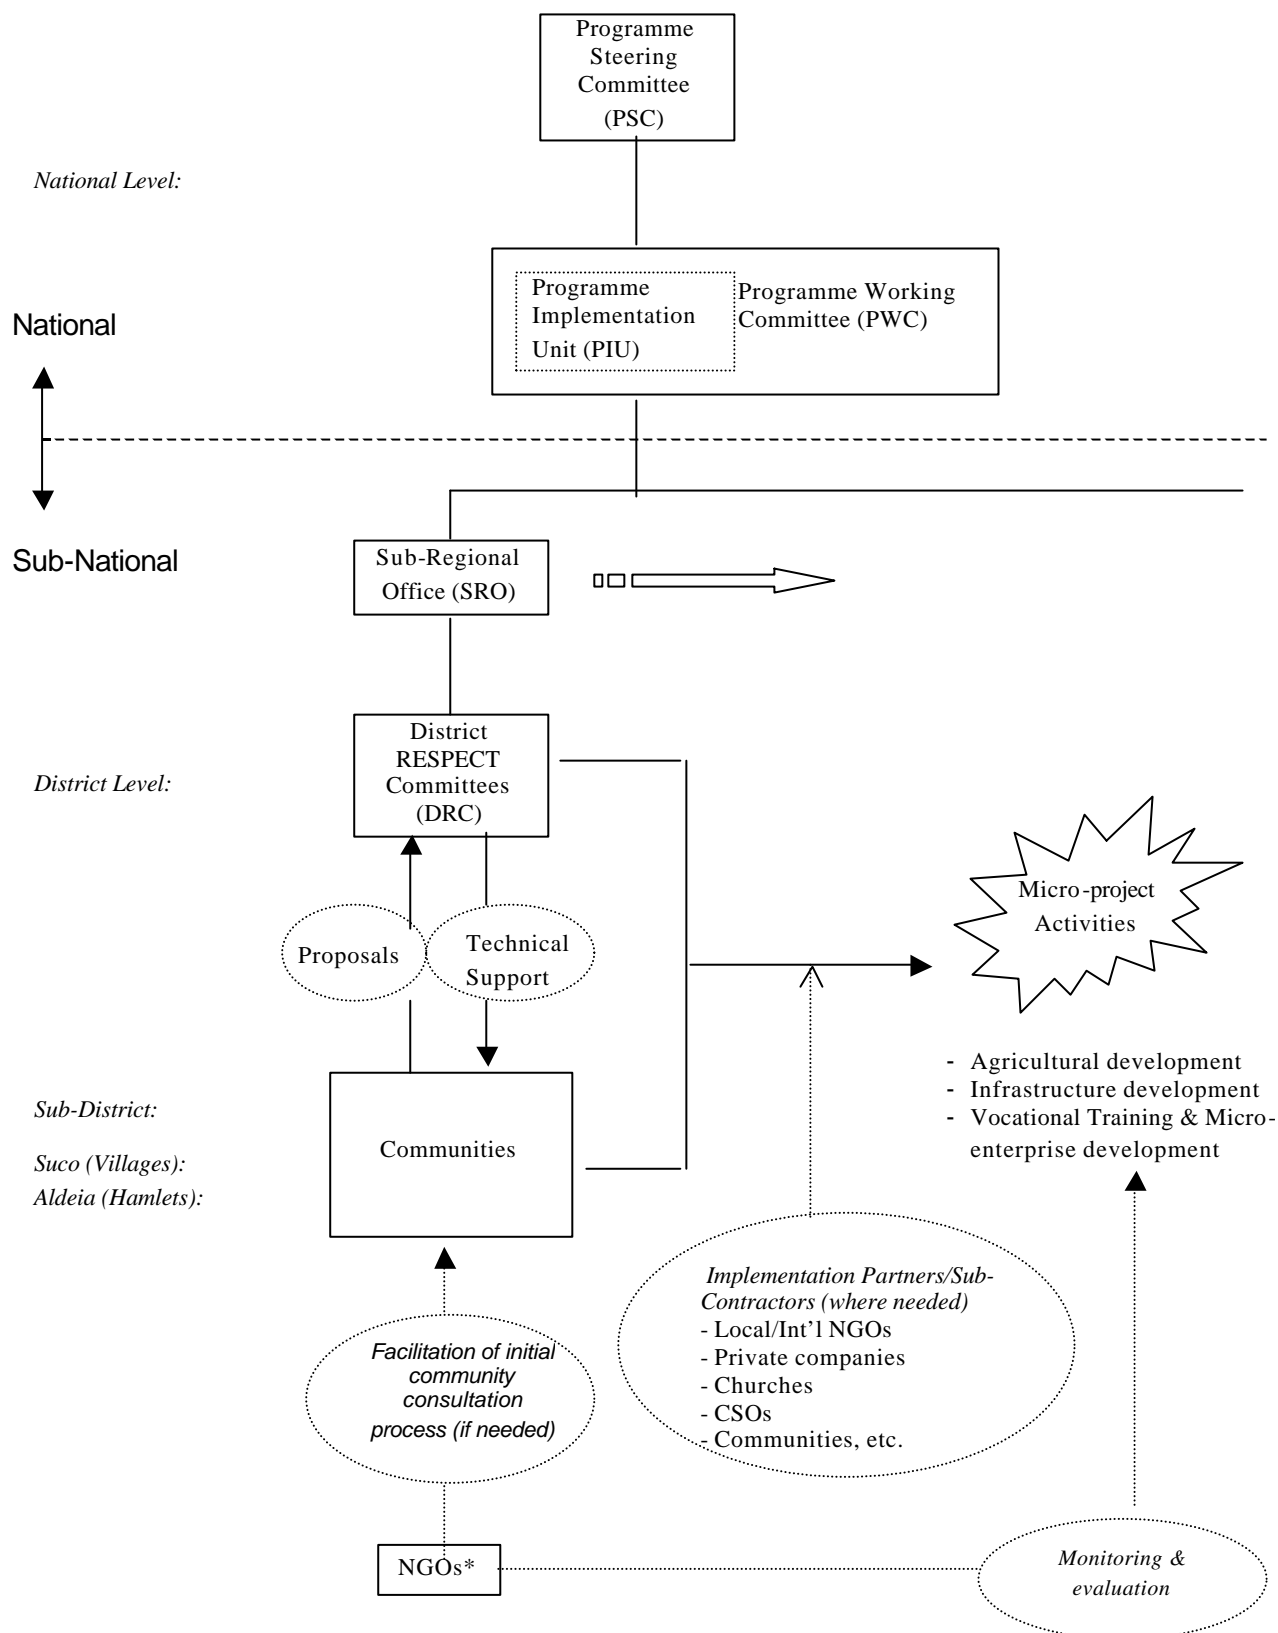 Programme
Steering
Committee
(PSC)
National Level:
Programme
Implementation
Unit (PIU)
Programme Working
Committee (PWC)
National
Sub-National
Sub-Regional
Office (SRO)
District
RESPECT
Committees
(DRC)
District Level:
Micro-project
Activities
Proposals
Technical
Support
- Agricultural development
- Infrastructure development
- Vocational Training & Micro-
enterprise development
Sub-District:
Suco (Villages):
Aldeia (Hamlets):
Communities
Implementation Partners/Sub-
Contractors (where needed)
- Local/Int’l NGOs
- Private companies
- Churches
- CSOs
- Communities, etc.
Facilitation of initial
community
consultation
process (if needed)
NGOs*
Monitoring &
evaluation